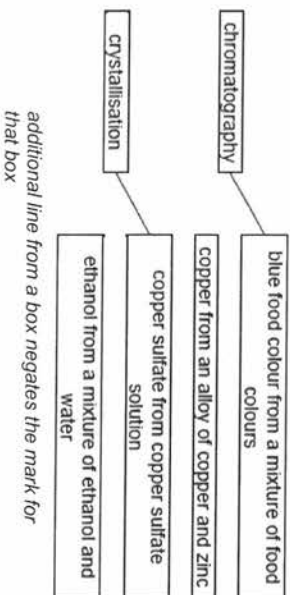 chromatography
blue food colour from a mixture of food
colours
copper from an alloy of copper and zinc
crystallisation
copper sulfate from copper sulfate
solution
ethanol from a mixture of ethanol and
water
additional line from a box negates the mark for
that box